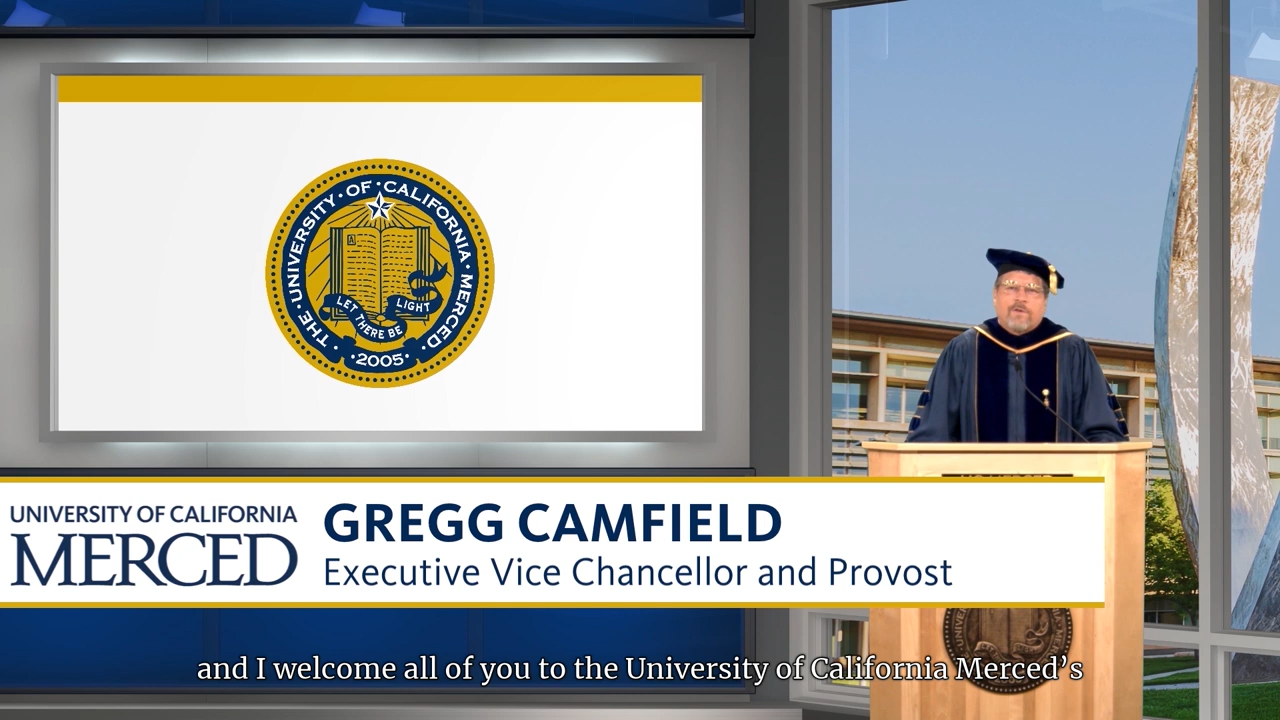 THE · UNIVERSITY · OF · CALIFORNIA · MERCED
A
LET THERE BE LIGHT
· 2005 ·
UNIVERSITY OF CALIFORNIA
MERCED
GREGG CAMFIELD
Executive Vice Chancellor and Provost
and I welcome all of you to the University of California Merced's